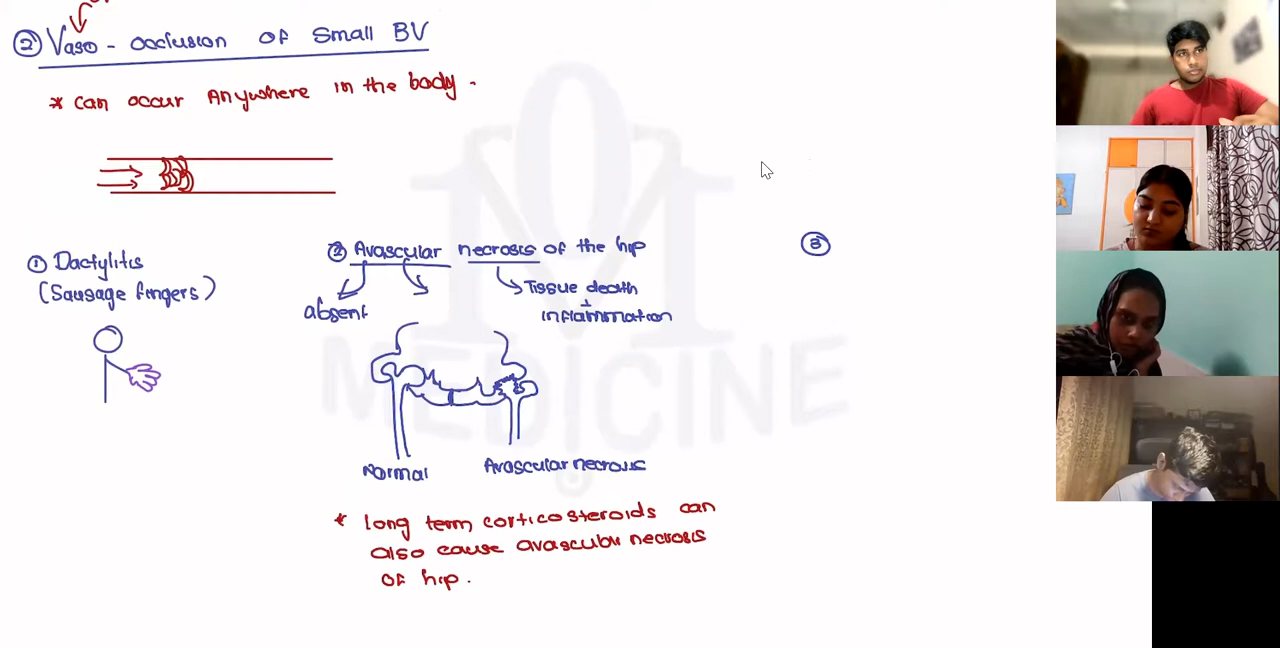 ② Vaso - occlusion of Small BV
* Can occur Anywhere in the body.
① Dactylitis
(Sausage fingers)
② Avascular necrosis of the hip
absent
Tissue death
+
inflammation
Normal
Avascular necrosis
* Long term corticosteroids can
also cause avascular necrosis
of hip.
③
MEDICINE